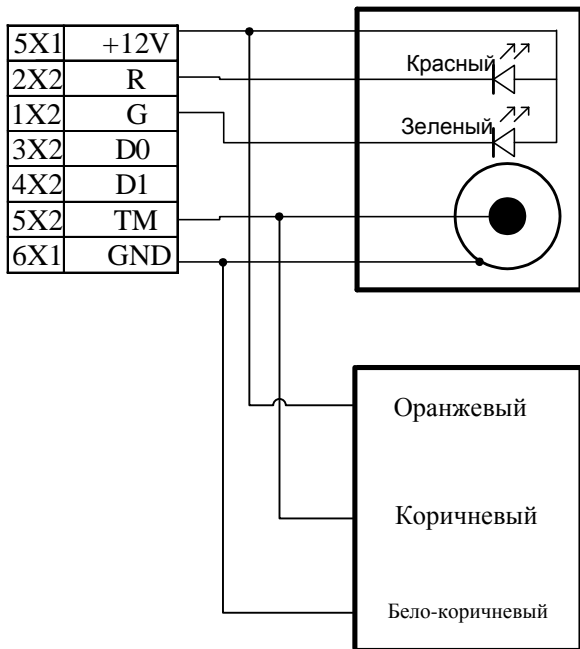 5X1 +12V
2X2 R
1X2 G
3X2 D0
4X2 D1
5X2 TM
6X1 GND
Красный
Зеленый
Оранжевый
Коричневый
Бело-коричневый